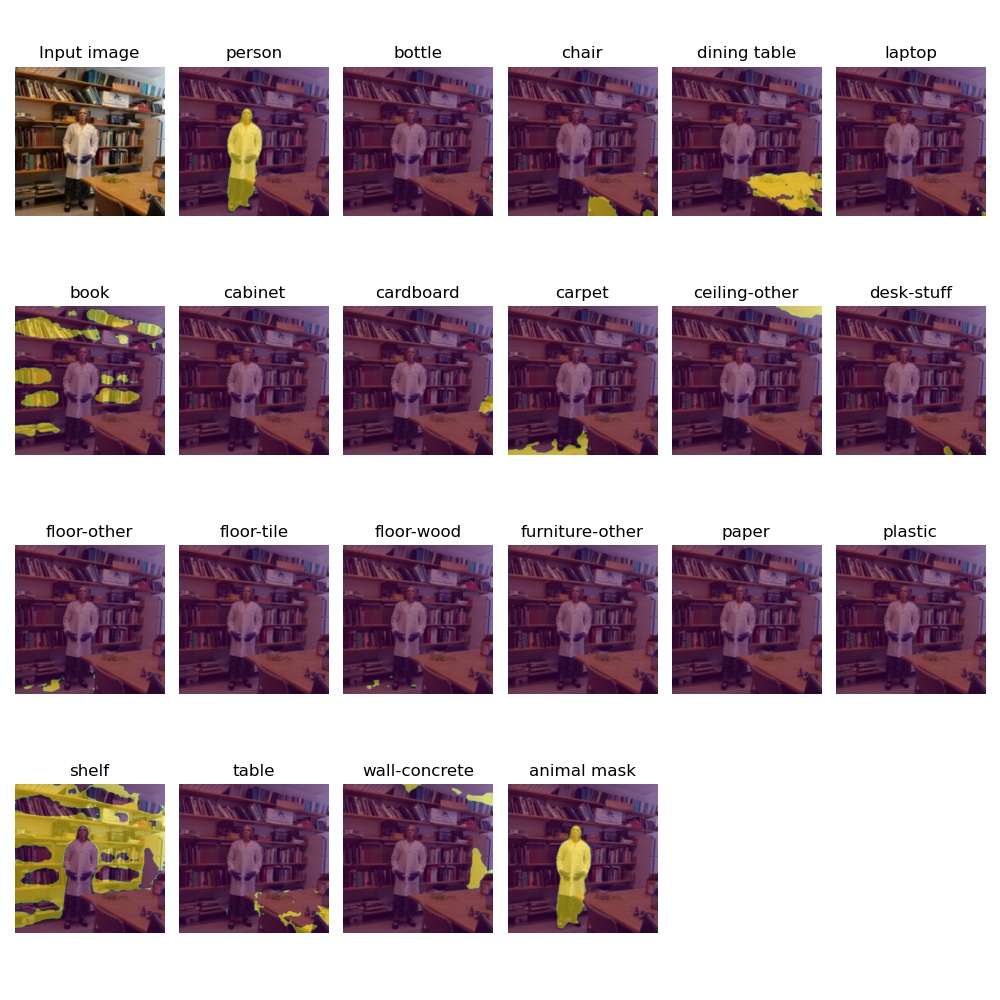 Input image
person
bottle
chair
dining table
laptop
book
cabinet
cardboard
carpet
ceiling-other
desk-stuff
floor-other
floor-tile
floor-wood
furniture-other
paper
plastic
shelf
table
wall-concrete
animal mask